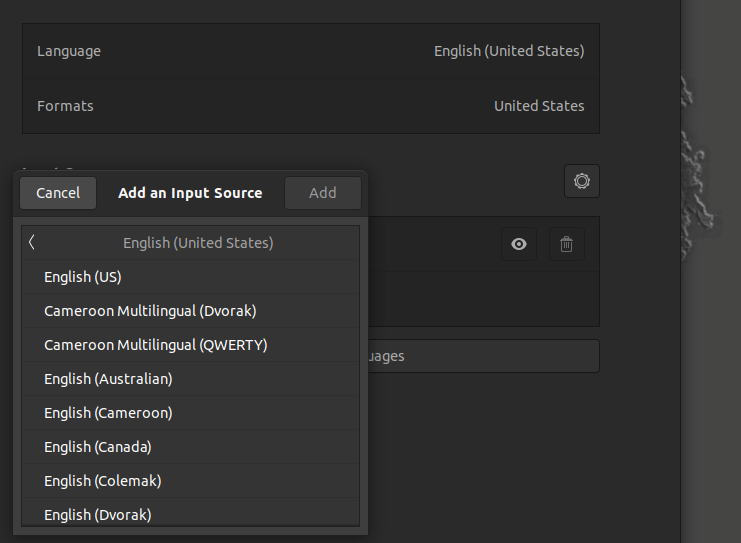 Language English (United States)
Formats United States
Cancel Add an Input Source Add
English (United States)
English (US)
Cameroon Multilingual (Dvorak)
Cameroon Multilingual (QWERTY)
uages
English (Australian)
English (Cameroon)
English (Canada)
English (Colemak)
English (Dvorak)